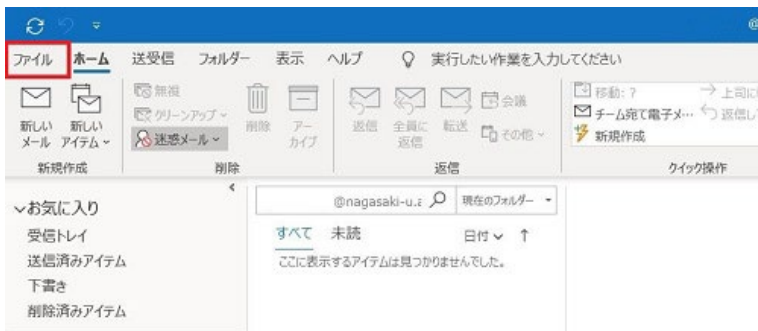 @
ファイル ホーム 送受信 フォルダー 表示 ヘルプ 実行したい作業を入力してください
新しい
メール
新しい
アイテム
新規作成
無視
クリーンアップ
迷惑メール
削除
アー
カイブ
削除
返信
全員に
返信
転送
会議
その他
返信
移動: ?
チーム宛て電子メ…
新規作成
上司に
返信し
クイック操作
お気に入り
受信トレイ
送信済みアイテム
下書き
削除済みアイテム
@nagasaki-u.a
現在のフォルダー
すべて 未読 日付 ↑
ここに表示するアイテムは見つかりませんでした。